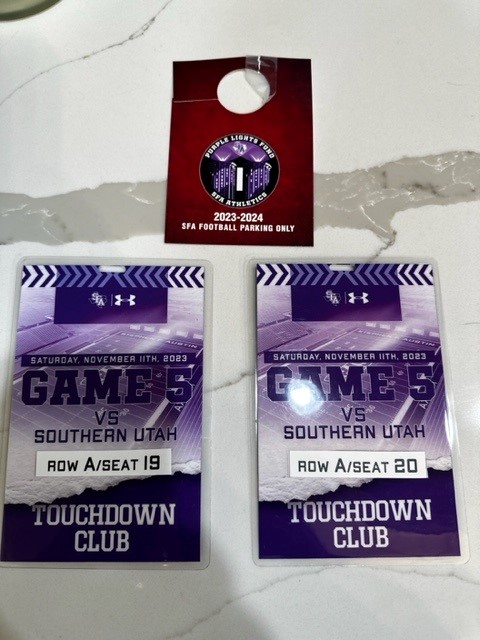 PURPLE LIGHTS FUND
SFA ATHLETICS
2023-2024
SFA FOOTBALL PARKING ONLY
SATURDAY, NOVEMBER 11TH, 2023
GAME 5
VS
SOUTHERN UTAH
ROW A/SEAT 19
TOUCHDOWN
CLUB
SATURDAY, NOVEMBER 11TH, 2023
GAME 5
VS
SOUTHERN UTAH
ROW A/SEAT 20
TOUCHDOWN
CLUB